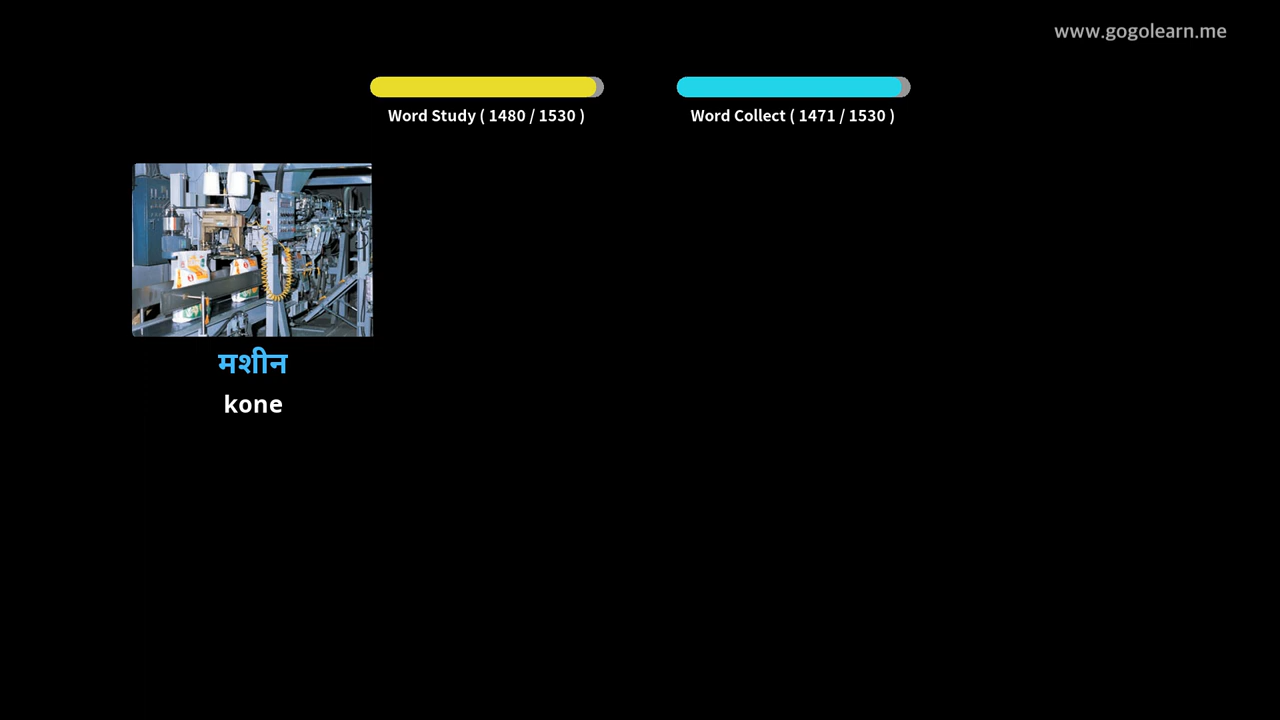 www.gogolearn.me
Word Study ( 1480 / 1530 )
Word Collect ( 1471 / 1530 )
मशीन
kone